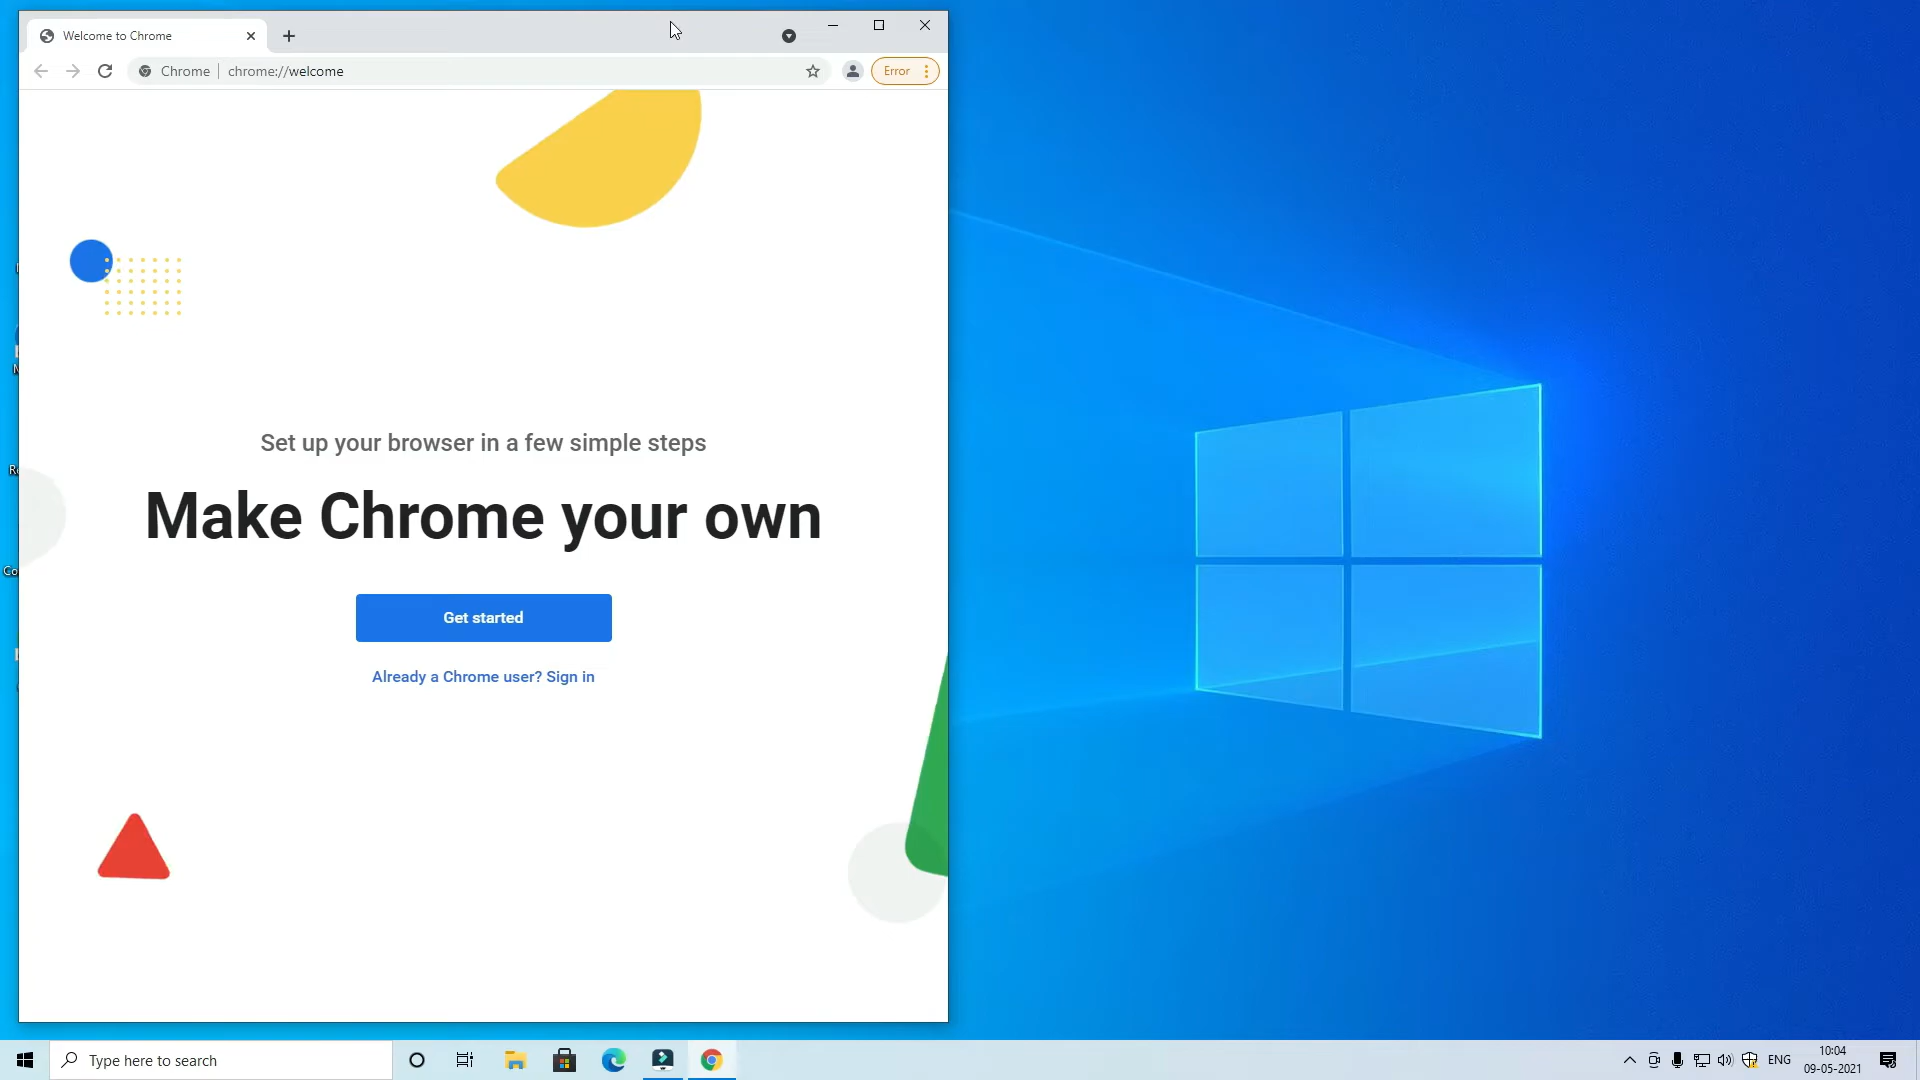 Welcome to Chrome
Chrome
chrome://welcome
Error
Set up your browser in a few simple steps
Make Chrome your own
Get started
Already a Chrome user? Sign in
Type here to search
ENG
10:04
09-05-2021